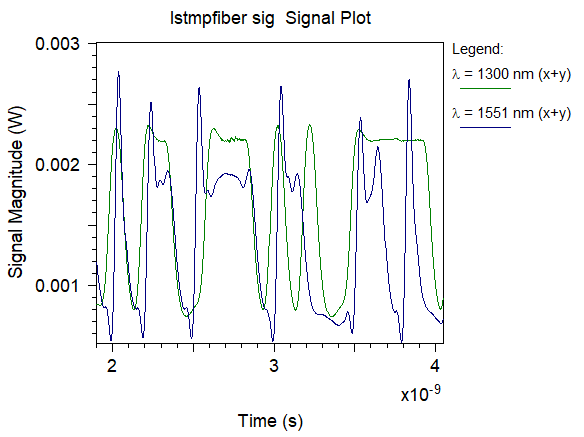 lstmpfiber sig  Signal Plot
Legend:
λ = 1300 nm (x+y)
λ = 1551 nm (x+y)
Signal Magnitude (W)
0.003
0.002
0.001
2
3
4
x10-9
Time (s)